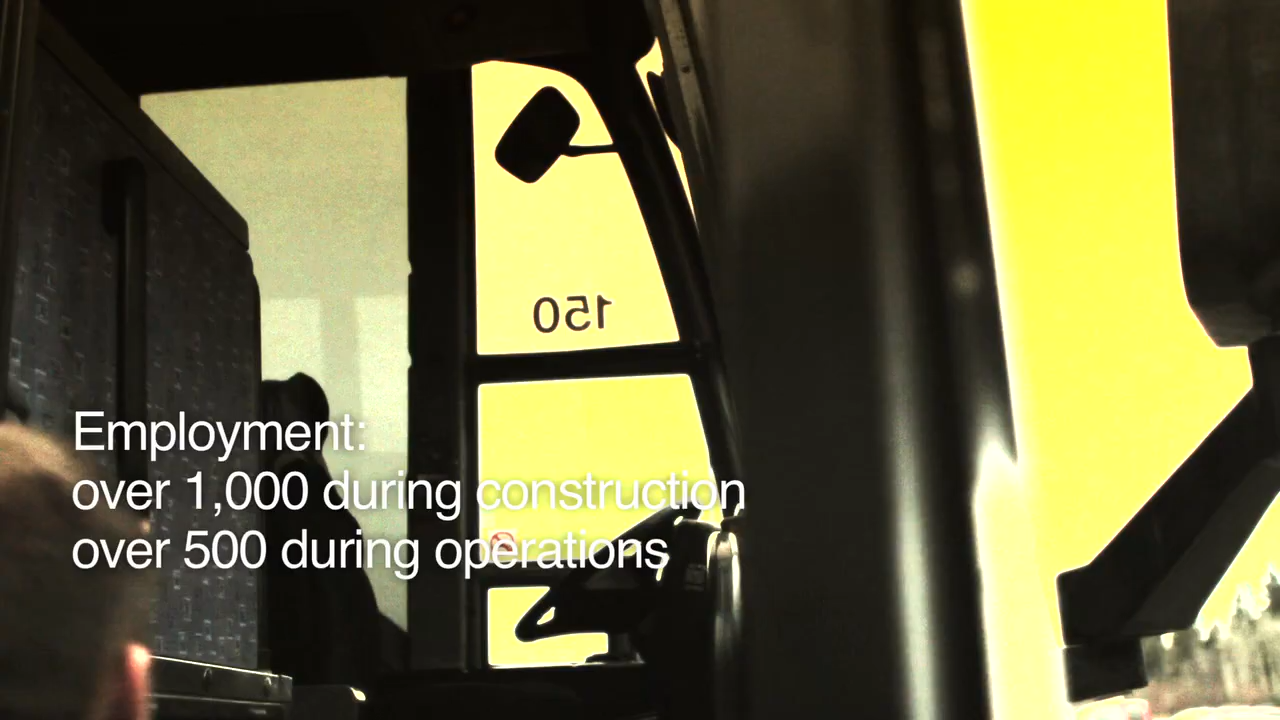 150
Employment:
over 1,000 during construction
over 500 during operations